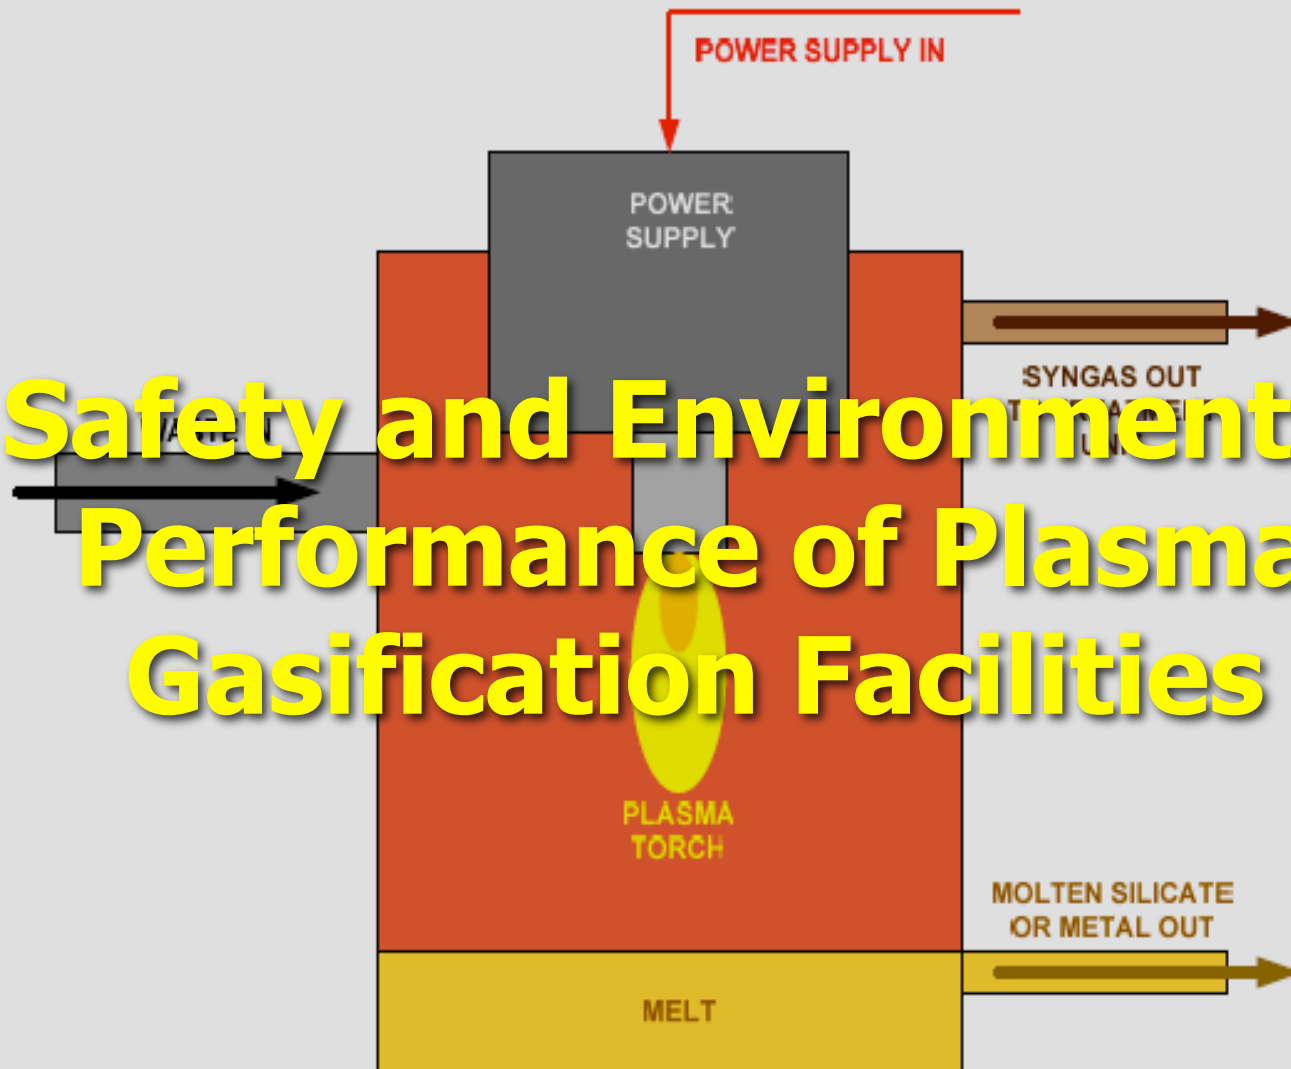 POWER SUPPLY IN
POWER
SUPPLY
SYNGAS OUT
Safety and Environment
Performance of Plasma
Gasification Facilities
PLASMA
TORCH
MOLTEN SILICATE
OR METAL OUT
MELT